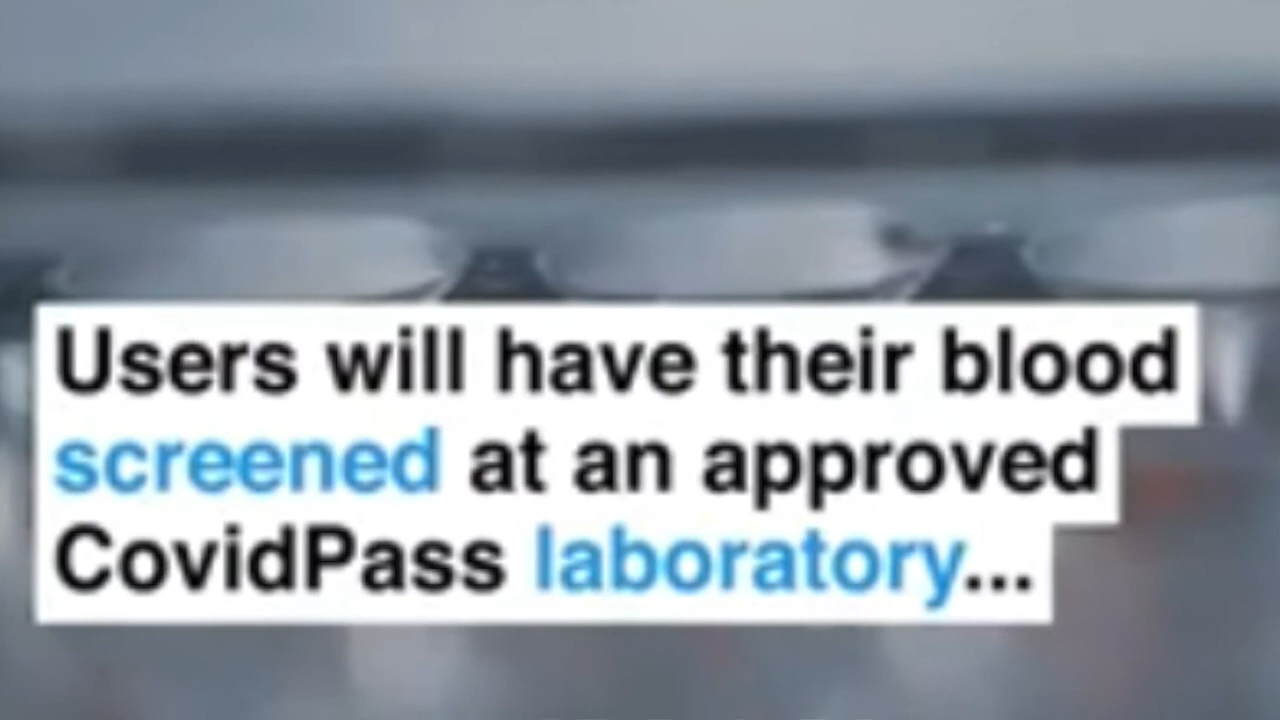 Users will have their blood
screened at an approved
CovidPass laboratory...